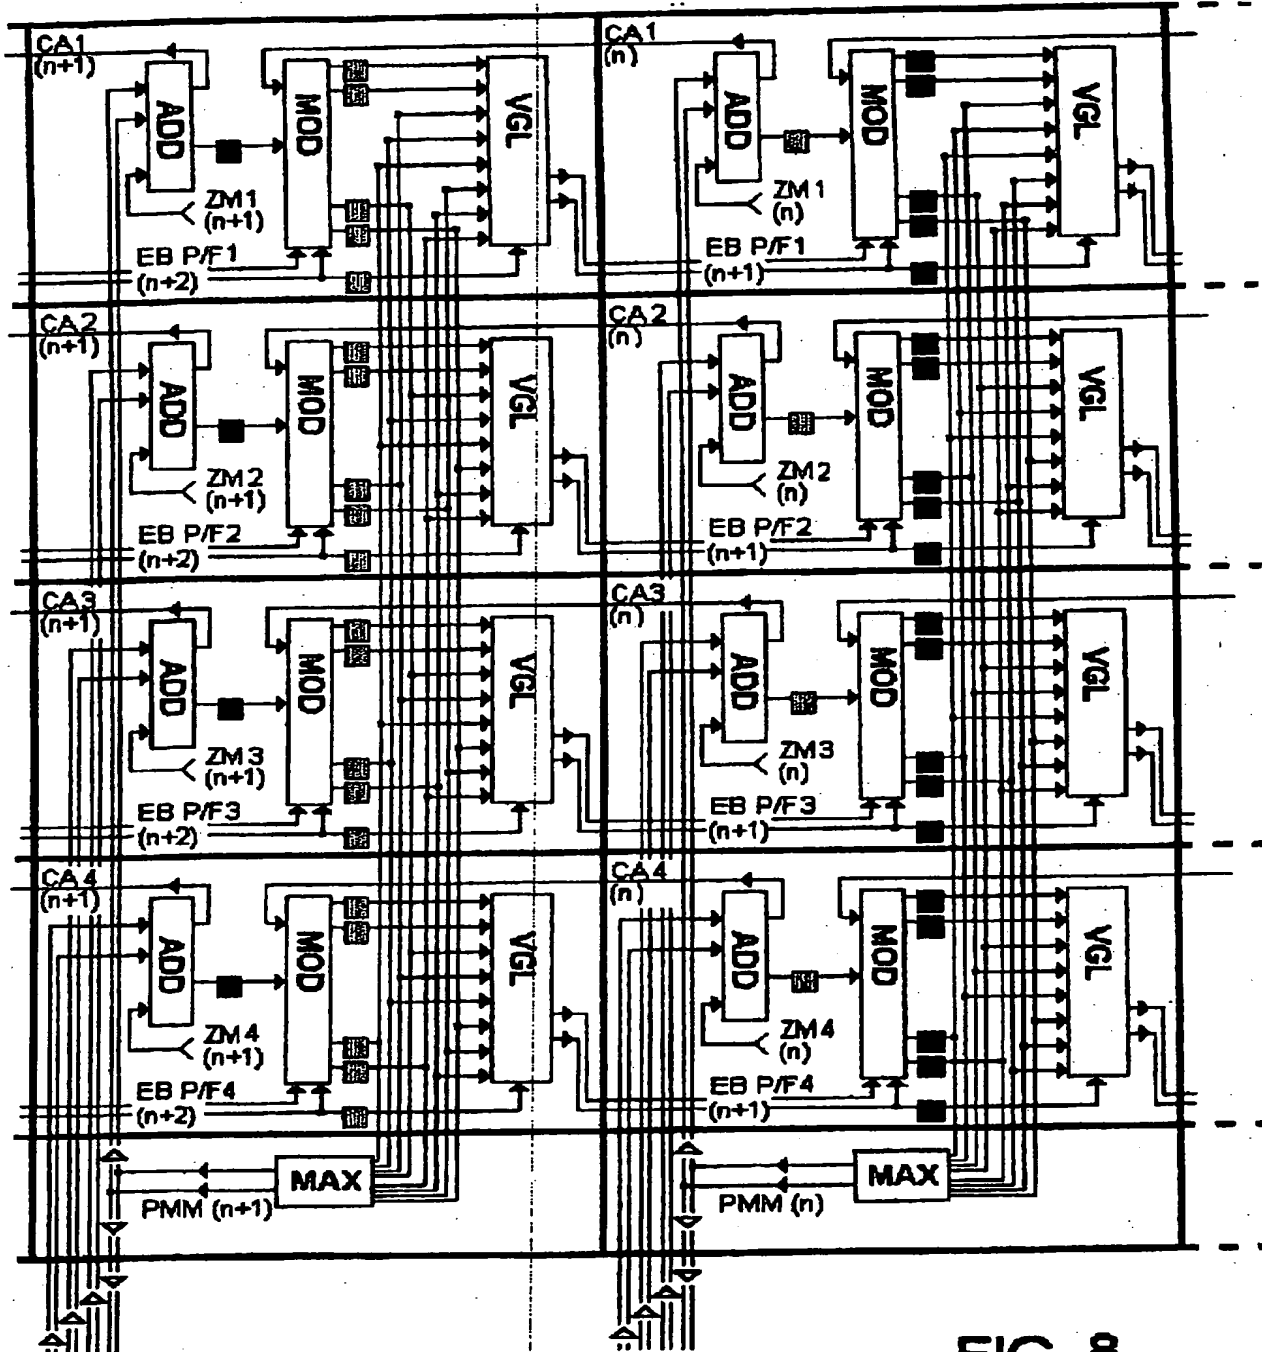 CA1
(n+1)
ADD
MOD
VGL
ZM1
(n+1)
EB P/F1
(n+2)
CA1
(n)
ADD
MOD
VGL
ZM1
(n)
EB P/F1
(n+1)
CA2
(n+1)
ADD
MOD
VGL
ZM2
(n+1)
EB P/F2
(n+2)
CA2
(n)
ADD
MOD
VGL
ZM2
(n)
EB P/F2
(n+1)
CA3
(n+1)
ADD
MOD
VGL
ZM3
(n+1)
EB P/F3
(n+2)
CA3
(n)
ADD
MOD
VGL
ZM3
(n)
EB P/F3
(n+1)
CA4
(n+1)
ADD
MOD
VGL
ZM4
(n+1)
EB P/F4
(n+2)
CA4
(n)
ADD
MOD
VGL
ZM4
(n)
EB P/F4
(n+1)
MAX
PMM (n+1)
MAX
PMM (n)
FIG. 8